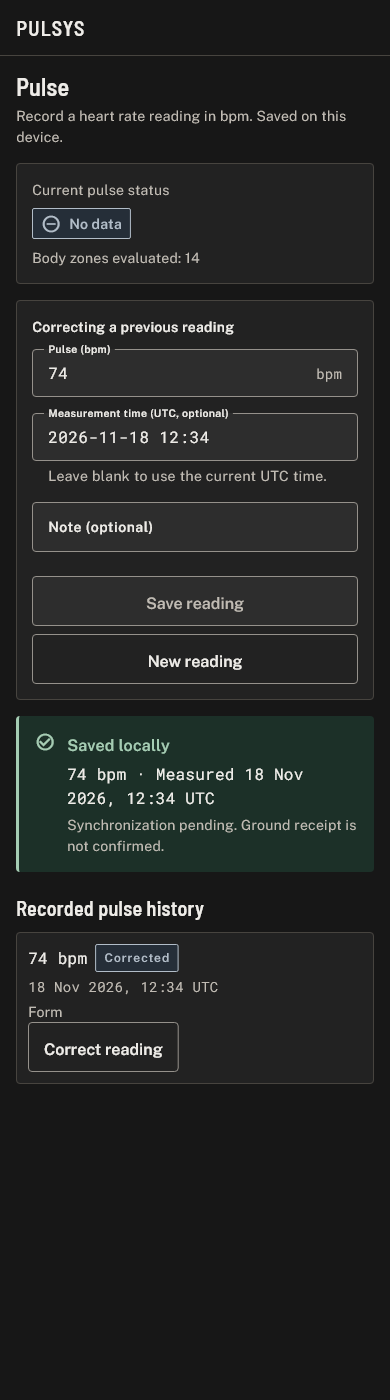 PULSYS
Pulse
Record a heart rate reading in bpm. Saved on this
device.
Current pulse status
No data
Body zones evaluated: 14
Correcting a previous reading
Pulse (bpm)
74 bpm
Measurement time (UTC, optional)
2026-11-18 12:34
Leave blank to use the current UTC time.
Note (optional)
Save reading
New reading
Saved locally
74 bpm · Measured 18 Nov
2026, 12:34 UTC
Synchronization pending. Ground receipt is
not confirmed.
Recorded pulse history
74 bpm Corrected
18 Nov 2026, 12:34 UTC
Form
Correct reading